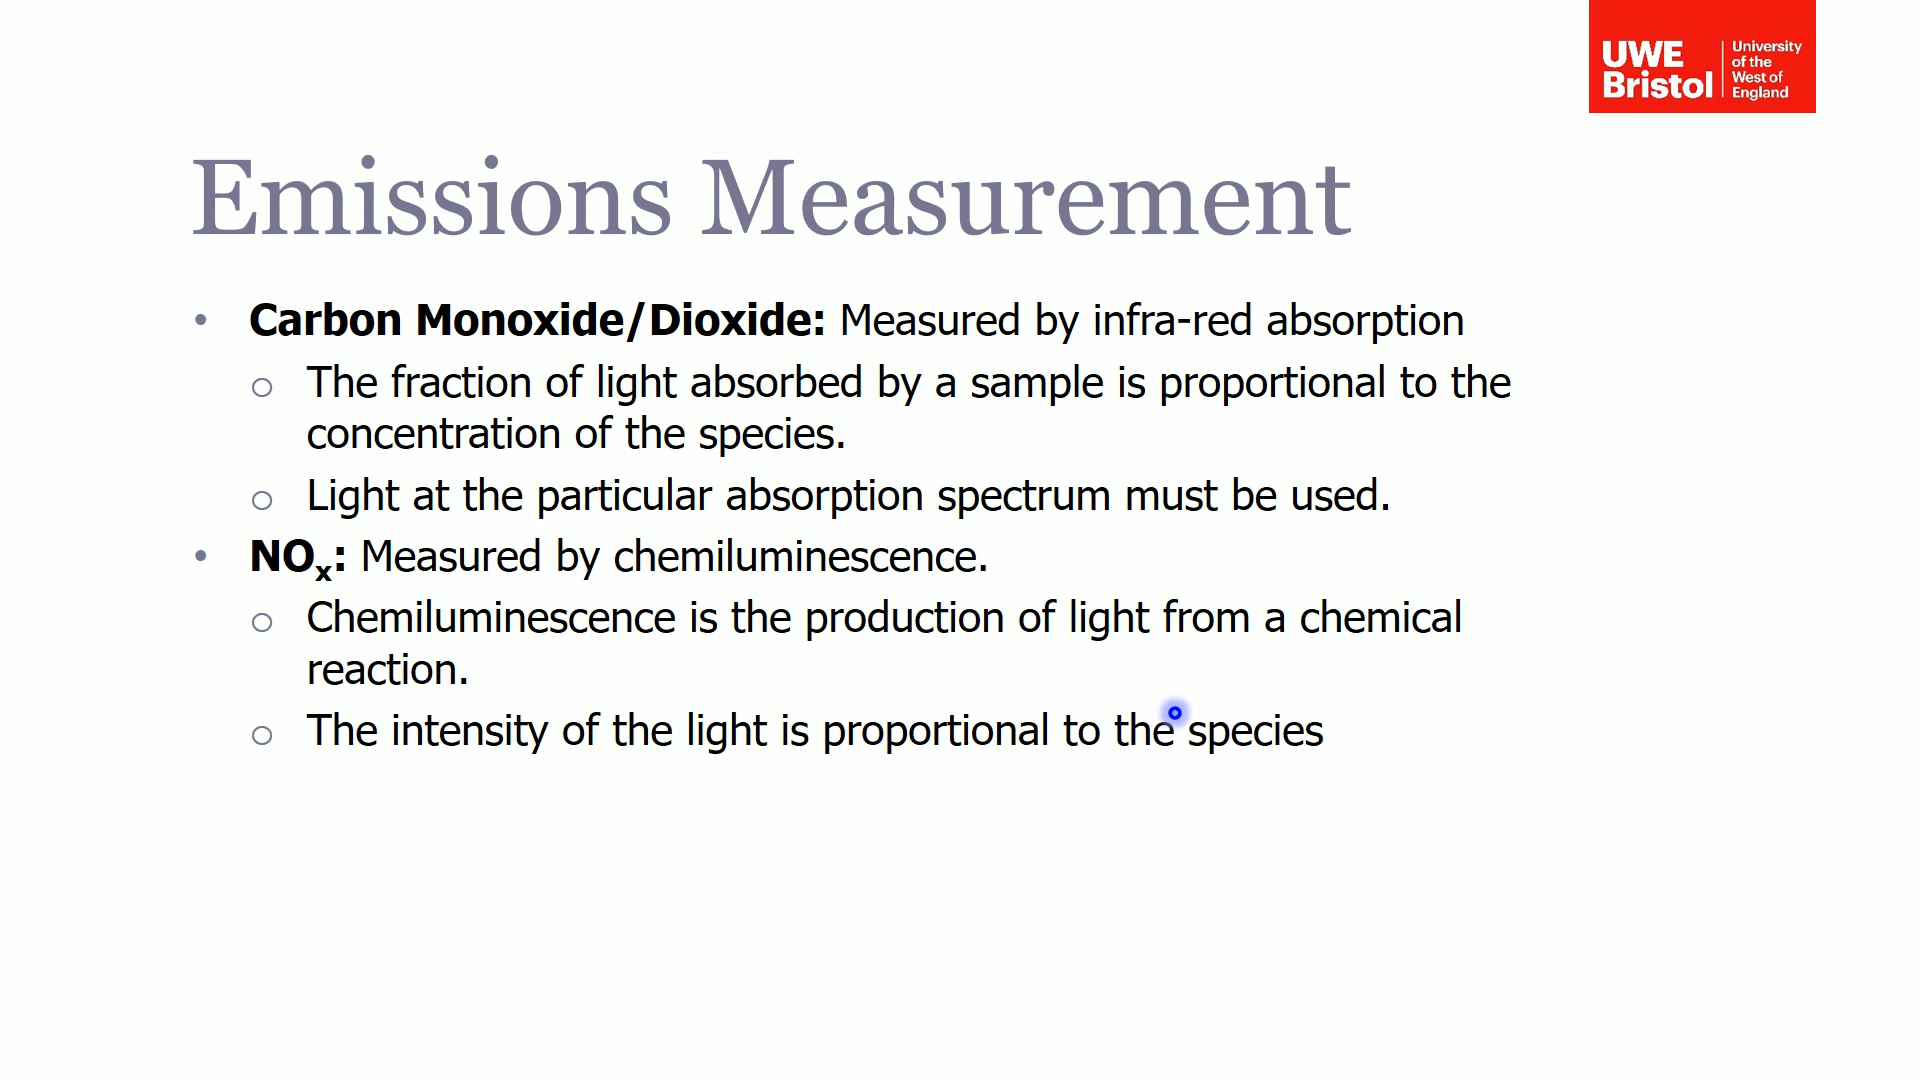 UWE
Bristol
University
of the
West of
England
Emissions Measurement
• Carbon Monoxide/Dioxide: Measured by infra-red absorption
o The fraction of light absorbed by a sample is proportional to the
concentration of the species.
o Light at the particular absorption spectrum must be used.
• NOx: Measured by chemiluminescence.
o Chemiluminescence is the production of light from a chemical
reaction.
o The intensity of the light is proportional to the species